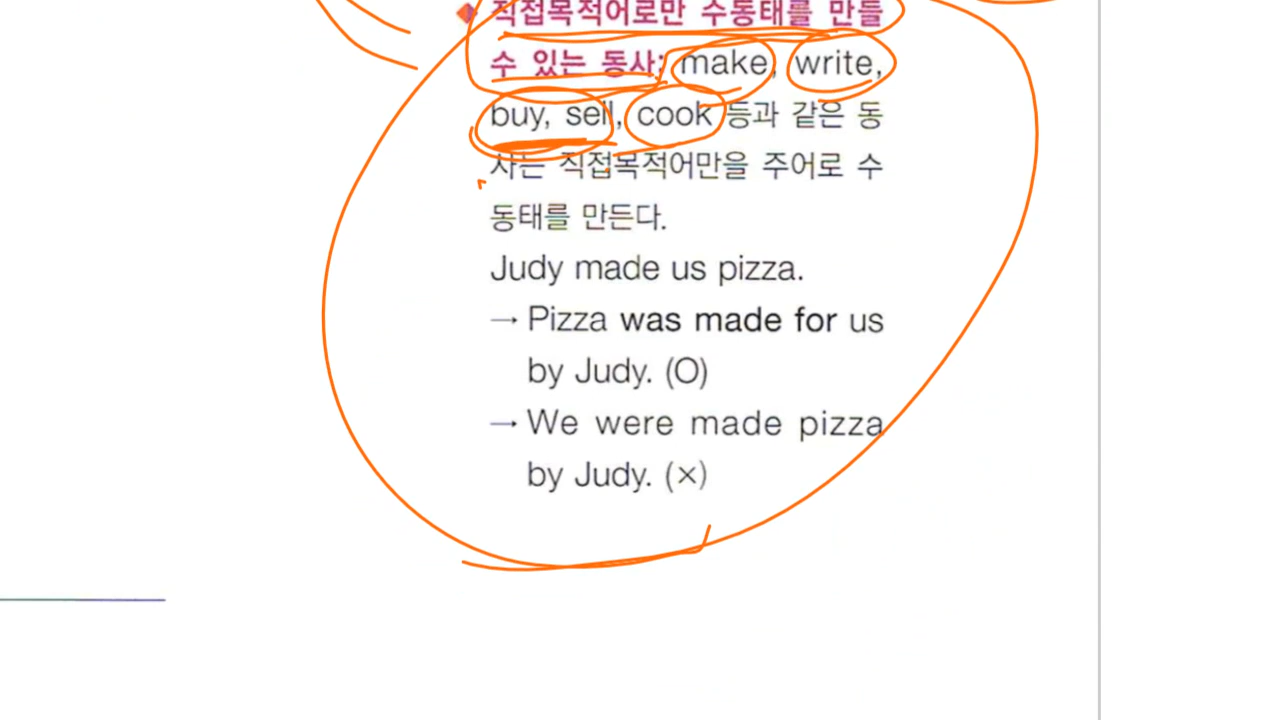 직접목적어로만 수동태를 만들
수 있는 동사: make, write,
buy, sell, cook 등과 같은 동
사는 직접목적어만을 주어로 수
동태를 만든다.
Judy made us pizza.
→ Pizza was made for us
by Judy. (O)
→ We were made pizza
by Judy. (×)